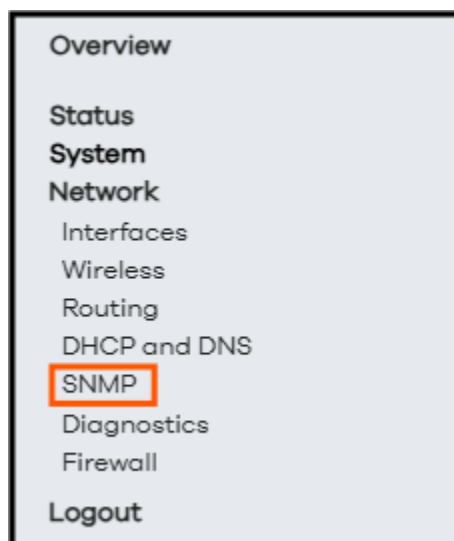 Overview
Status
System
Network
Interfaces
Wireless
Routing
DHCP and DNS
SNMP
Diagnostics
Firewall
Logout